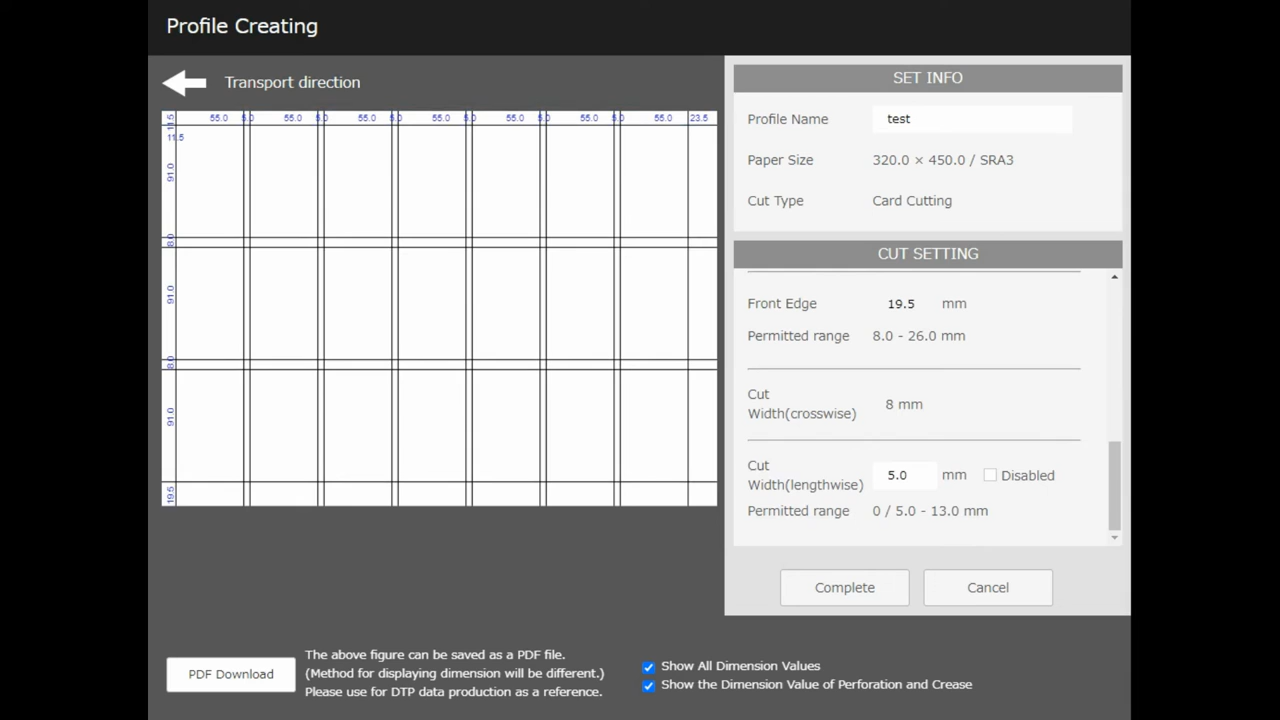 Profile Creating
Transport direction
11.5 55.0 5.0 55.0 5.0 55.0 5.0 55.0 5.0 55.0 5.0 55.0 5.0 55.0 23.5
11.5
91.0
8.0
91.0
8.0
91.0
19.5
SET INFO
Profile Name test
Paper Size 320.0 × 450.0 / SRA3
Cut Type Card Cutting
CUT SETTING
Front Edge 19.5 mm
Permitted range 8.0 - 26.0 mm
Cut
Width(crosswise) 8 mm
Cut
Width(lengthwise) 5.0 mm Disabled
Permitted range 0 / 5.0 - 13.0 mm
Complete Cancel
PDF Download
The above figure can be saved as a PDF file.
(Method for displaying dimension will be different.)
Please use for DTP data production as a reference.
Show All Dimension Values
Show the Dimension Value of Perforation and Crease